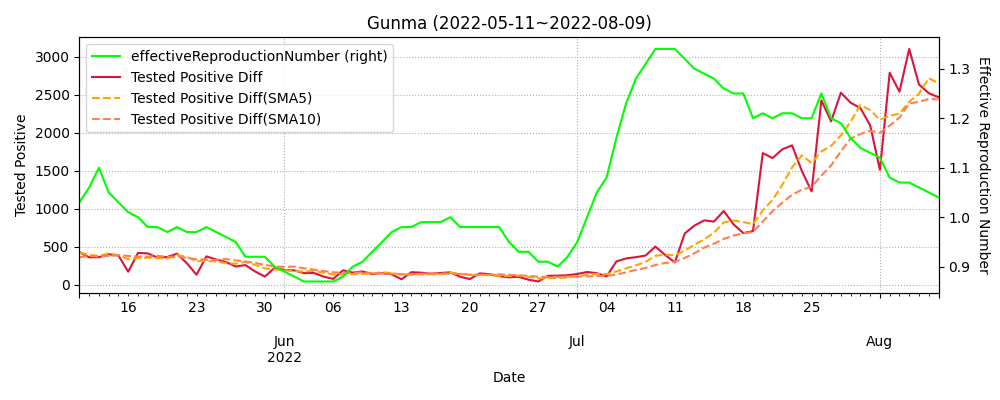 Gunma (2022-05-11~2022-08-09)
effectiveReproductionNumber (right)
Tested Positive Diff
Tested Positive Diff(SMA5)
Tested Positive Diff(SMA10)
Tested Positive
3000
2500
2000
1500
1000
500
0
1.3
1.2
1.1
1.0
0.9
Effective Reproduction Number
16 23 30 06 13 20 27 04 11 18 25
Jun Jul Aug
2022
Date